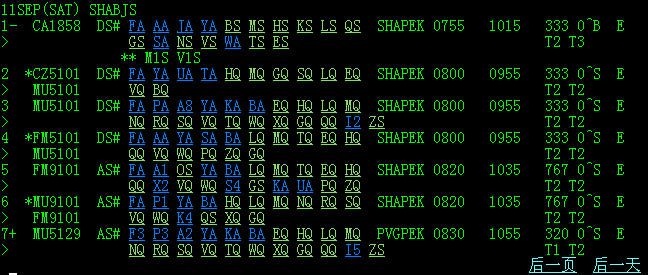 11SEP(SAT) SHABJS
1- CA1858 DS# FA AA JA YA BS MS HS KS LS QS SHAPEK 0755 1015 333 0^B E
> GS SA NS VS WA TS ES T2 T3
** M1S V1S
2 *CZ5101 DS# FA YA UA TA HQ MQ GQ SQ LQ EQ SHAPEK 0800 0955 333 0^S E
> MU5101 VQ BQ T2 T2
3 MU5101 DS# FA PA AS YA KA BA EQ HQ LQ MQ SHAPEK 0800 0955 333 0^S E
> NQ RQ SQ VQ TQ WQ XQ GQ QQ I2 ZS T2 T2
4 *FM5101 DS# FA AA YA SA BA LQ MQ TQ EQ HQ SHAPEK 0800 0955 333 0^S E
> MU5101 QQ VQ WQ PQ ZQ GQ T2 T2
5 FM9101 AS# FA A1 OS YA BA LQ MQ TQ EQ HQ SHAPEK 0820 1035 767 0^S E
> QQ X2 VQ WQ S4 GS KA UA PQ ZQ T2 T2
6 *MU9101 AS# FA P1 YA BA HQ LQ MQ NQ RQ SQ SHAPEK 0820 1035 767 0^S E
> FM9101 VQ WQ K4 QS XQ GQ T2 T2
7+ MU5129 AS# F3 P3 A2 YA KA BA EQ HQ LQ MQ PVGPEK 0830 1055 320 0^S E
> NQ RQ SQ VQ TQ WQ XQ GQ QQ I5 ZS T1 T2
后一页 后一天